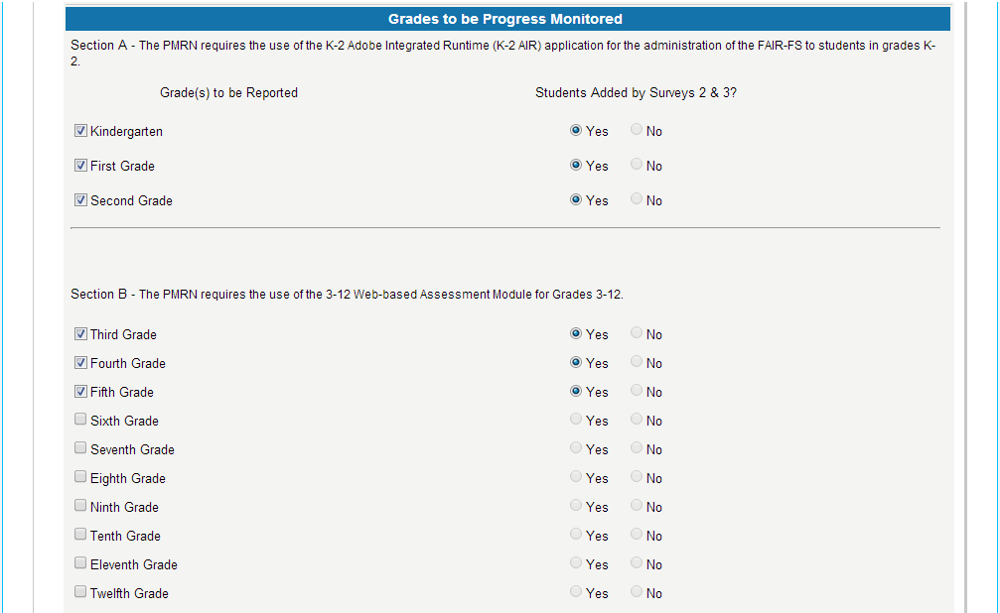 Grades to be Progress Monitored
Section A - The PMRN requires the use of the K-2 Adobe Integrated Runtime (K-2 AIR) application for the administration of the FAIR-FS to students in grades K-
2.
Grade(s) to be Reported Students Added by Surveys 2 & 3?
Kindergarten Yes No
First Grade Yes No
Second Grade Yes No
Section B - The PMRN requires the use of the 3-12 Web-based Assessment Module for Grades 3-12.
Third Grade Yes No
Fourth Grade Yes No
Fifth Grade Yes No
Sixth Grade Yes No
Seventh Grade Yes No
Eighth Grade Yes No
Ninth Grade Yes No
Tenth Grade Yes No
Eleventh Grade Yes No
Twelfth Grade Yes No